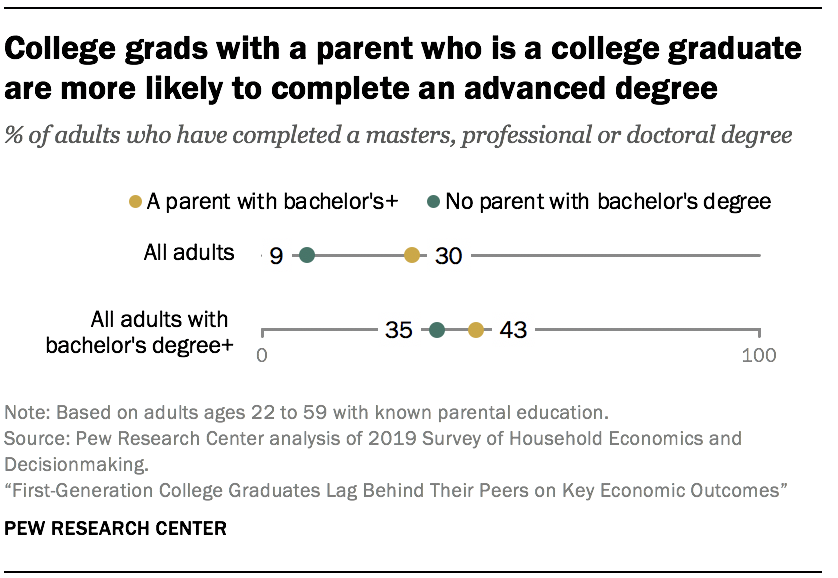 College grads with a parent who is a college graduate
are more likely to complete an advanced degree
% of adults who have completed a masters, professional or doctoral degree
A parent with bachelor's+ No parent with bachelor's degree
All adults 9 30
All adults with
bachelor's degree+ 35 43
0 100
Note: Based on adults ages 22 to 59 with known parental education.
Source: Pew Research Center analysis of 2019 Survey of Household Economics and
Decisionmaking.
“First-Generation College Graduates Lag Behind Their Peers on Key Economic Outcomes”
PEW RESEARCH CENTER